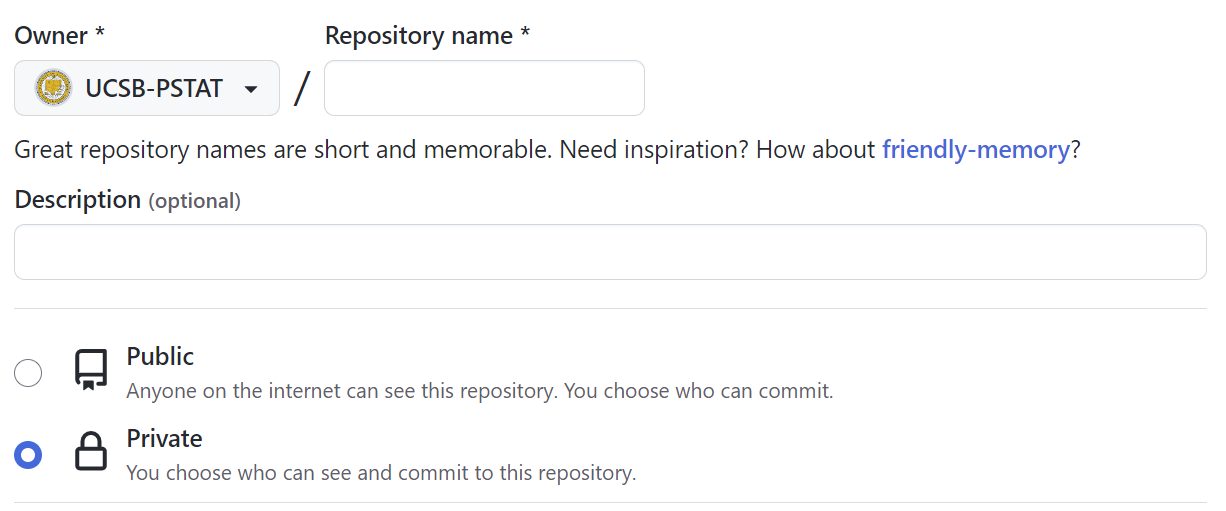 Owner * Repository name *
UCSB-PSTAT /
Great repository names are short and memorable. Need inspiration? How about friendly-memory?
Description (optional)
Public
Anyone on the internet can see this repository. You choose who can commit.
Private
You choose who can see and commit to this repository.